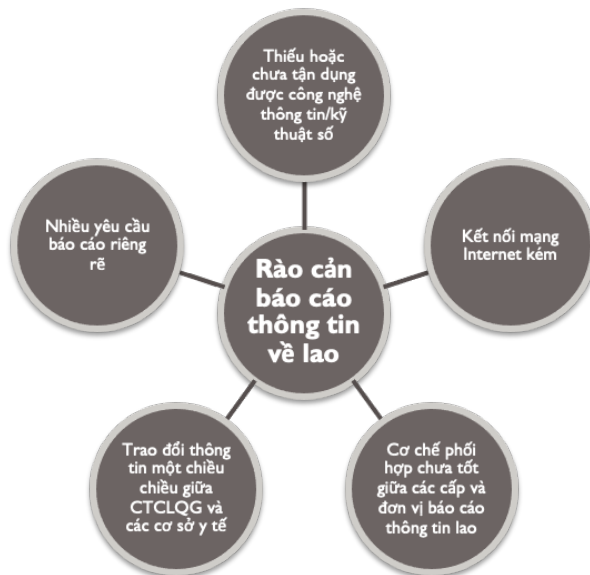 Thiếu hoặc
chưa tận dụng
được công nghệ
thông tin/kỹ
thuật số
Nhiều yêu cầu
báo cáo riêng
rẽ
Kết nối mạng
Internet kém
Rào cản
báo cáo
thông tin
về lao
Trao đổi thông
tin một chiều
chiều giữa
CTCLQG và
các cơ sở y tế
Cơ chế phối
hợp chưa tốt
giữa các cấp và
đơn vị báo cáo
thông tin lao